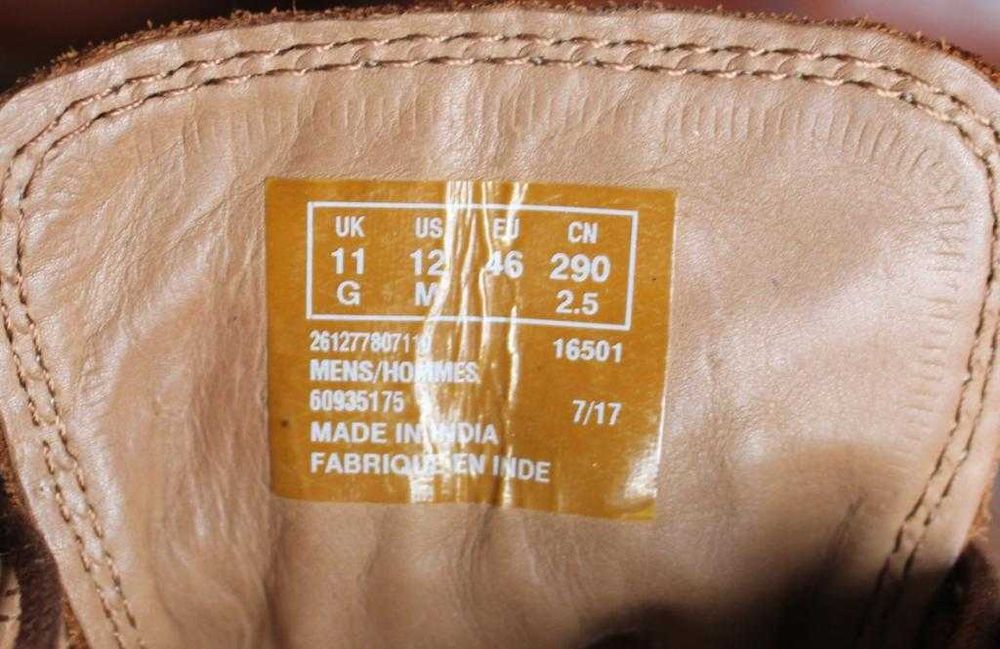 UK US EU CN
11 12 46 290
G M 2.5
16501
MENS/HOMMES
60935175 7/17
MADE IN INDIA
FABRIQUE EN INDE